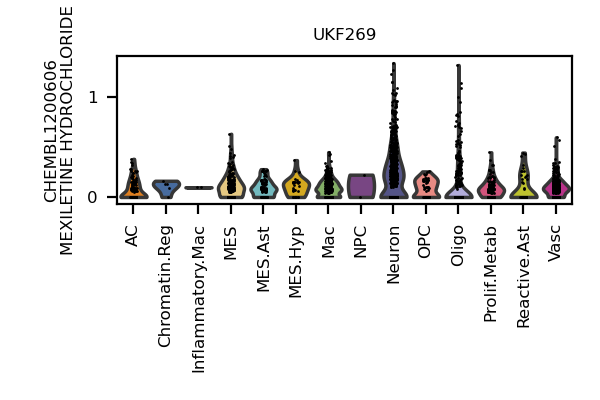 UKF269
CHEMBL1200606
MEXILETINE HYDROCHLORIDE
1
0
AC
Chromatin.Reg
Inflammatory.Mac
MES
MES.Ast
MES.Hyp
Mac
NPC
Neuron
OPC
Oligo
Prolif.Metab
Reactive.Ast
Vasc